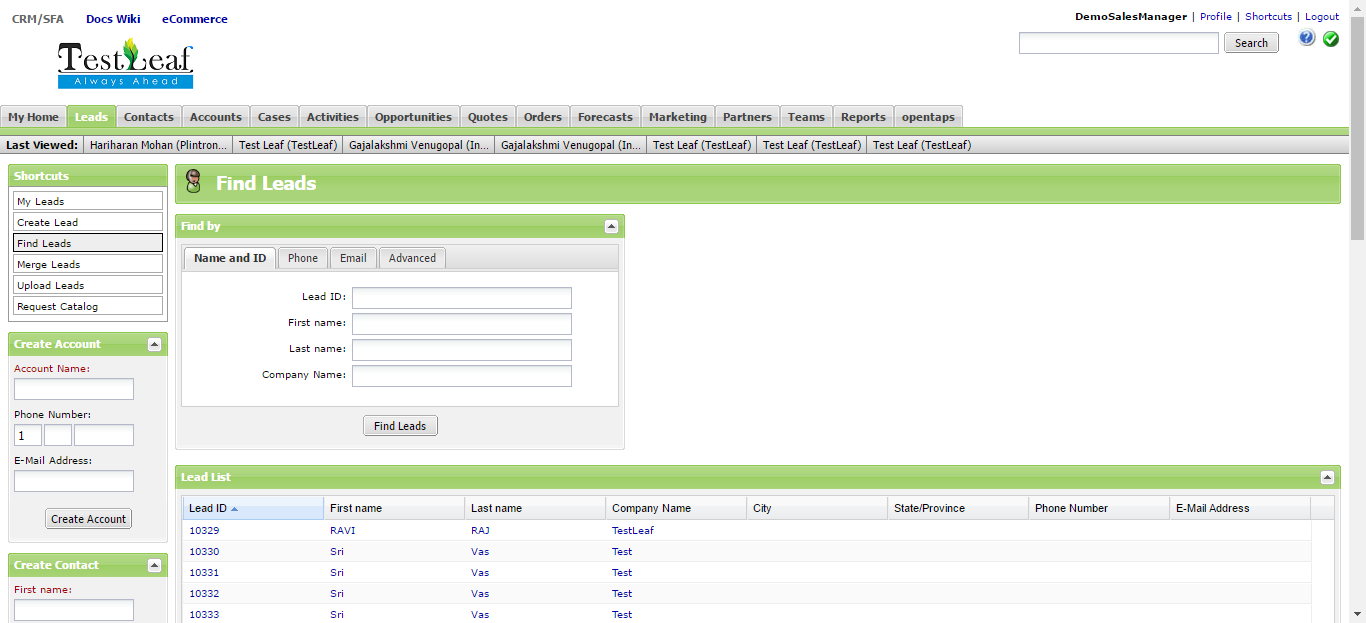 CRM/SFA Docs Wiki eCommerce
DemoSalesManager | Profile | Shortcuts | Logout
Search
TestLeaf
Always Ahead
My Home Leads Contacts Accounts Cases Activities Opportunities Quotes Orders Forecasts Marketing Partners Teams Reports opentaps
Last Viewed: Hariharan Mohan (Plintron... Test Leaf (TestLeaf) Gajalakshmi Venugopal (In... Gajalakshmi Venugopal (In... Test Leaf (TestLeaf) Test Leaf (TestLeaf) Test Leaf (TestLeaf)
Shortcuts
My Leads
Create Lead
Find Leads
Merge Leads
Upload Leads
Request Catalog
Create Account
Account Name:
Phone Number:
1
E-Mail Address:
Create Account
Create Contact
First name:
Find Leads
Find by
Name and ID Phone Email Advanced
Lead ID:
First name:
Last name:
Company Name:
Find Leads
Lead List
Lead ID First name Last name Company Name City State/Province Phone Number E-Mail Address
10329 RAVI RAJ TestLeaf
10330 Sri Vas Test
10331 Sri Vas Test
10332 Sri Vas Test
10333 Sri Vas Test